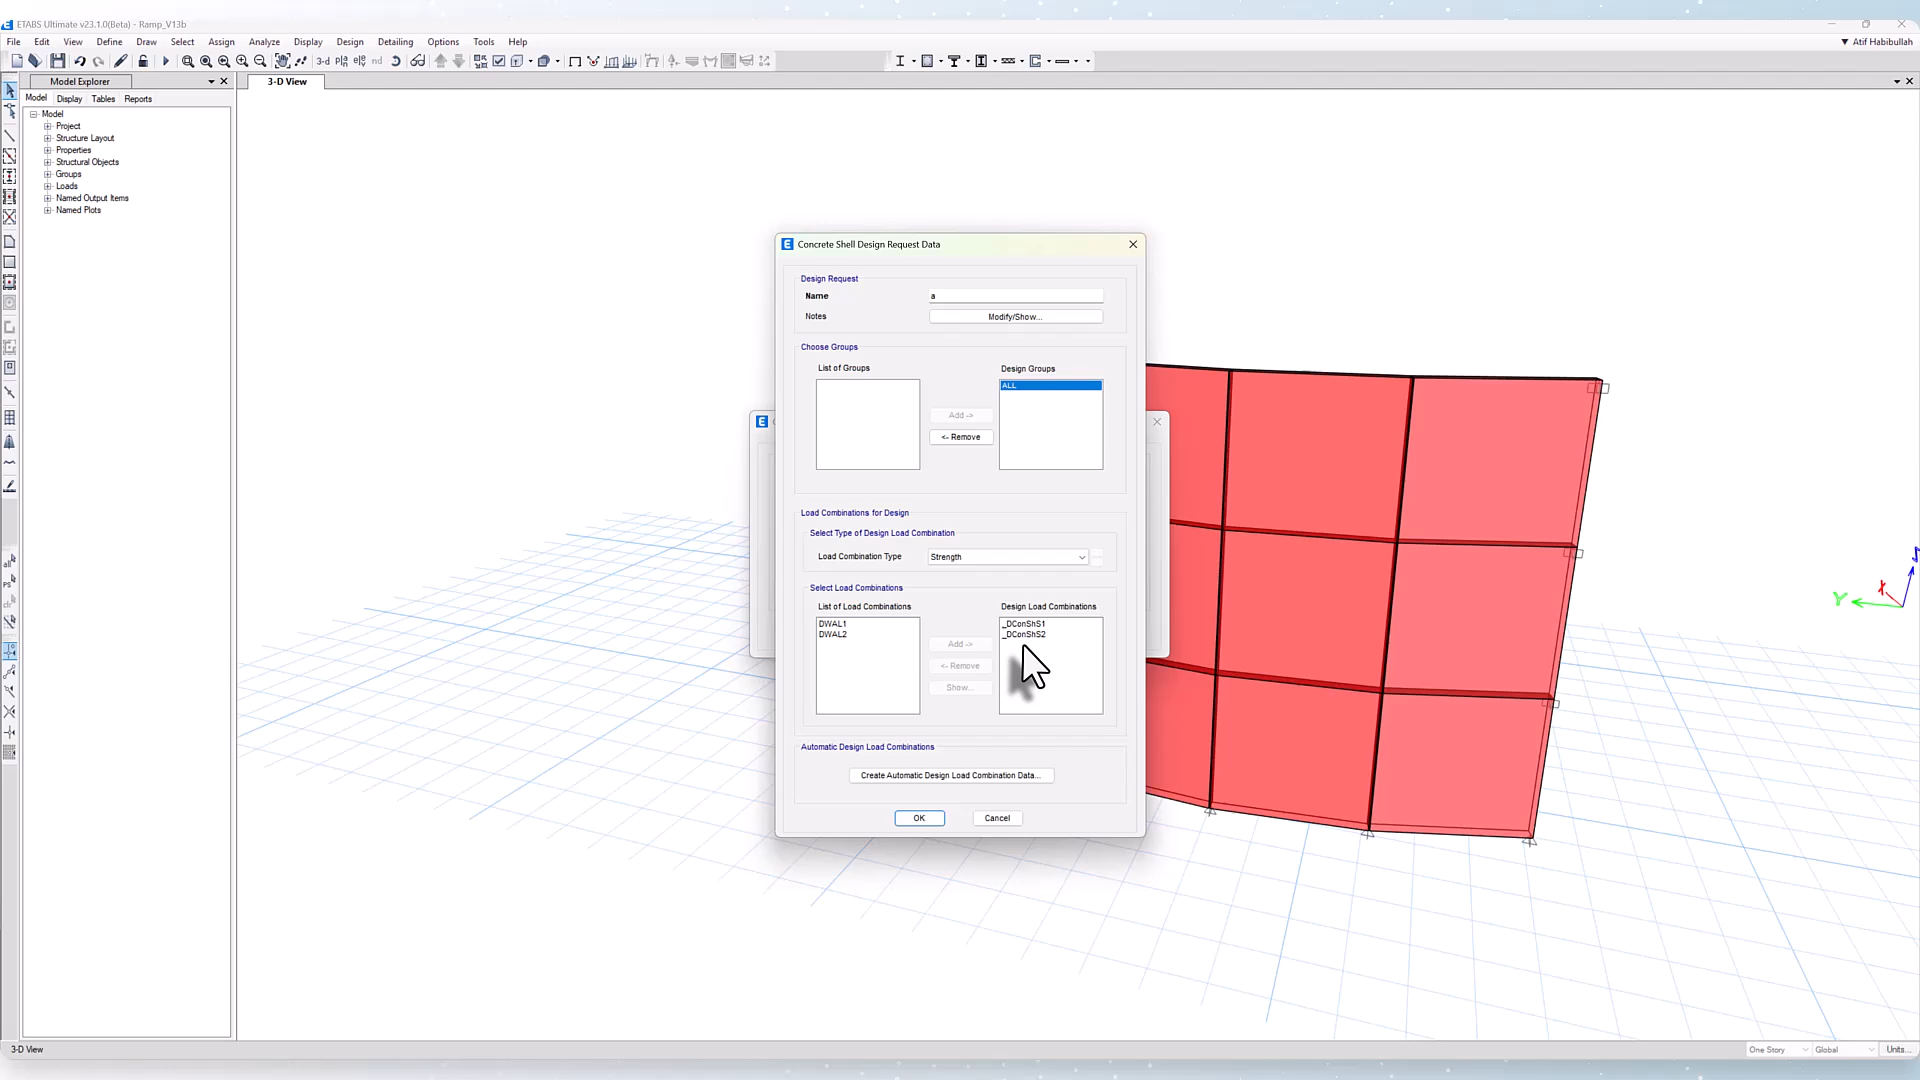 ETABS Ultimate v23.1.0(Beta) - Ramp_V13b
File Edit View Define Draw Select Assign Analyze Display Design Detailing Options Tools Help
Atif Habibullah
3-d
nd
Model Explorer
3-D View
Model Display Tables Reports
Model
Project
Structure Layout
Properties
Structural Objects
Groups
Loads
Named Output Items
Named Plots
Concrete Shell Design Request Data
Design Request
Name a
Notes Modify/Show...
Choose Groups
List of Groups Design Groups
ALL
Add ->
<- Remove
Load Combinations for Design
Select Type of Design Load Combination
Load Combination Type Strength
Select Load Combinations
List of Load Combinations Design Load Combinations
DWAL1 _DConShS1
DWAL2 _DConShS2
Add ->
<- Remove
Show...
Automatic Design Load Combinations
Create Automatic Design Load Combination Data...
OK Cancel
Y
all
PS
dr
3-D View One Story Global Units...